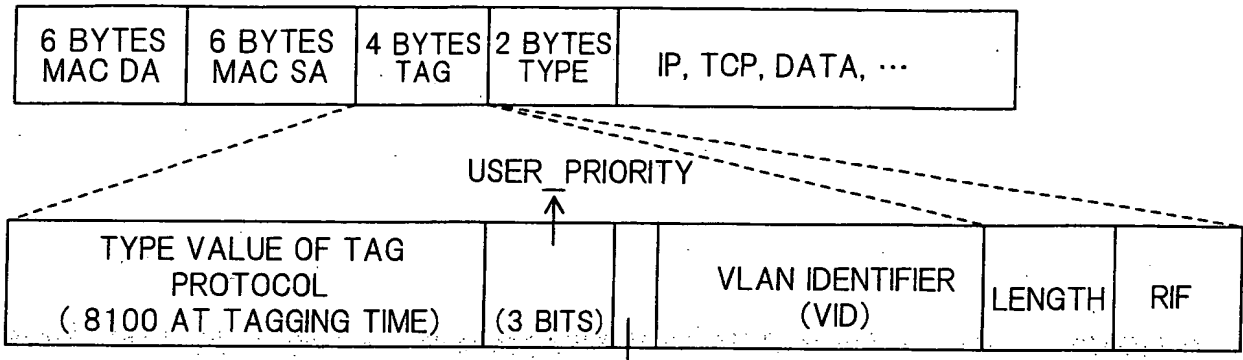 6 BYTES
MAC DA
6 BYTES
MAC SA
4 BYTES
TAG
2 BYTES
TYPE
IP, TCP, DATA, ⋯
USER_PRIORITY
TYPE VALUE OF TAG
PROTOCOL
( 8100 AT TAGGING TIME)
(3 BITS)
VLAN IDENTIFIER
(VID)
LENGTH
RIF